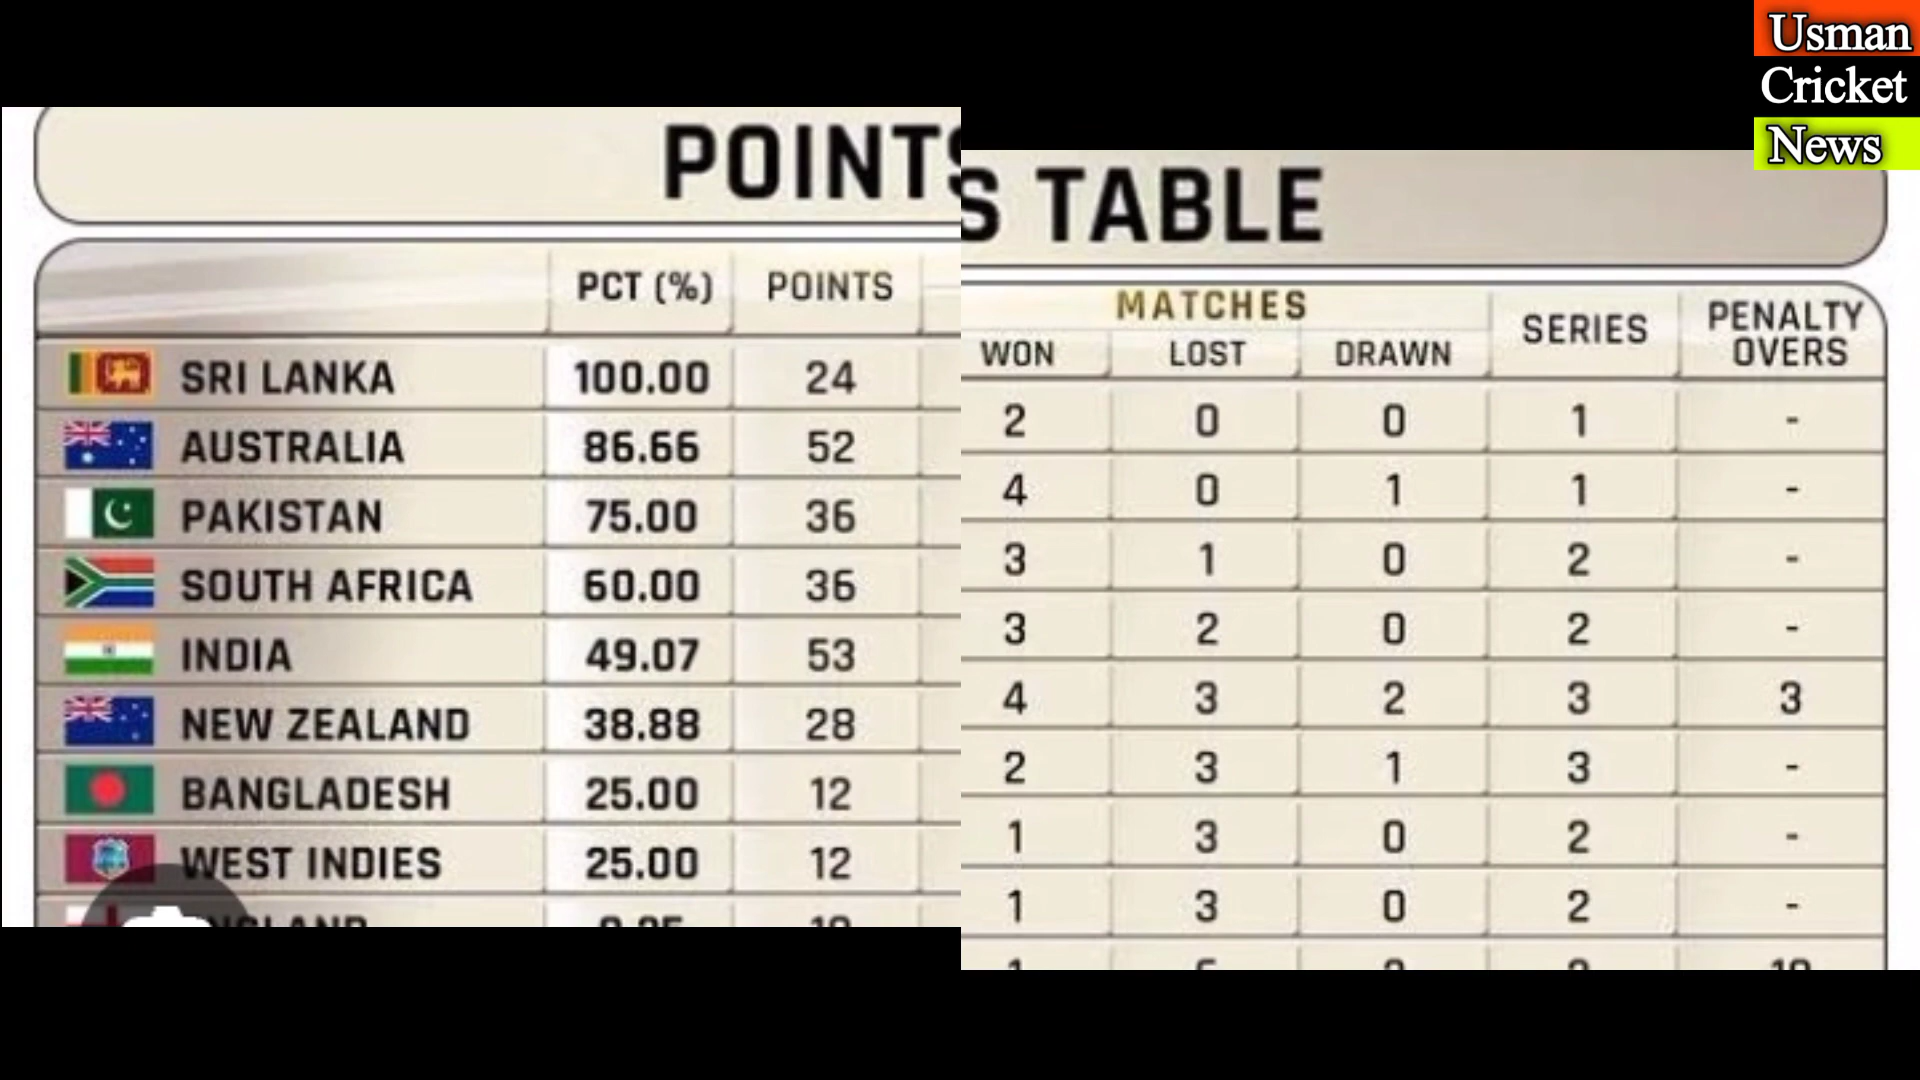 Usman
Cricket
News
POINTS TABLE
PCT (%) POINTS MATCHES SERIES PENALTY OVERS
WON LOST DRAWN
SRI LANKA 100.00 24 2 0 0 1 -
AUSTRALIA 86.66 52 4 0 1 1 -
PAKISTAN 75.00 36 3 1 0 2 -
SOUTH AFRICA 60.00 36 3 2 0 2 -
INDIA 49.07 53 4 3 2 3 3
NEW ZEALAND 38.88 28 2 3 1 3 -
BANGLADESH 25.00 12 1 3 0 2 -
WEST INDIES 25.00 12 1 3 0 2 -